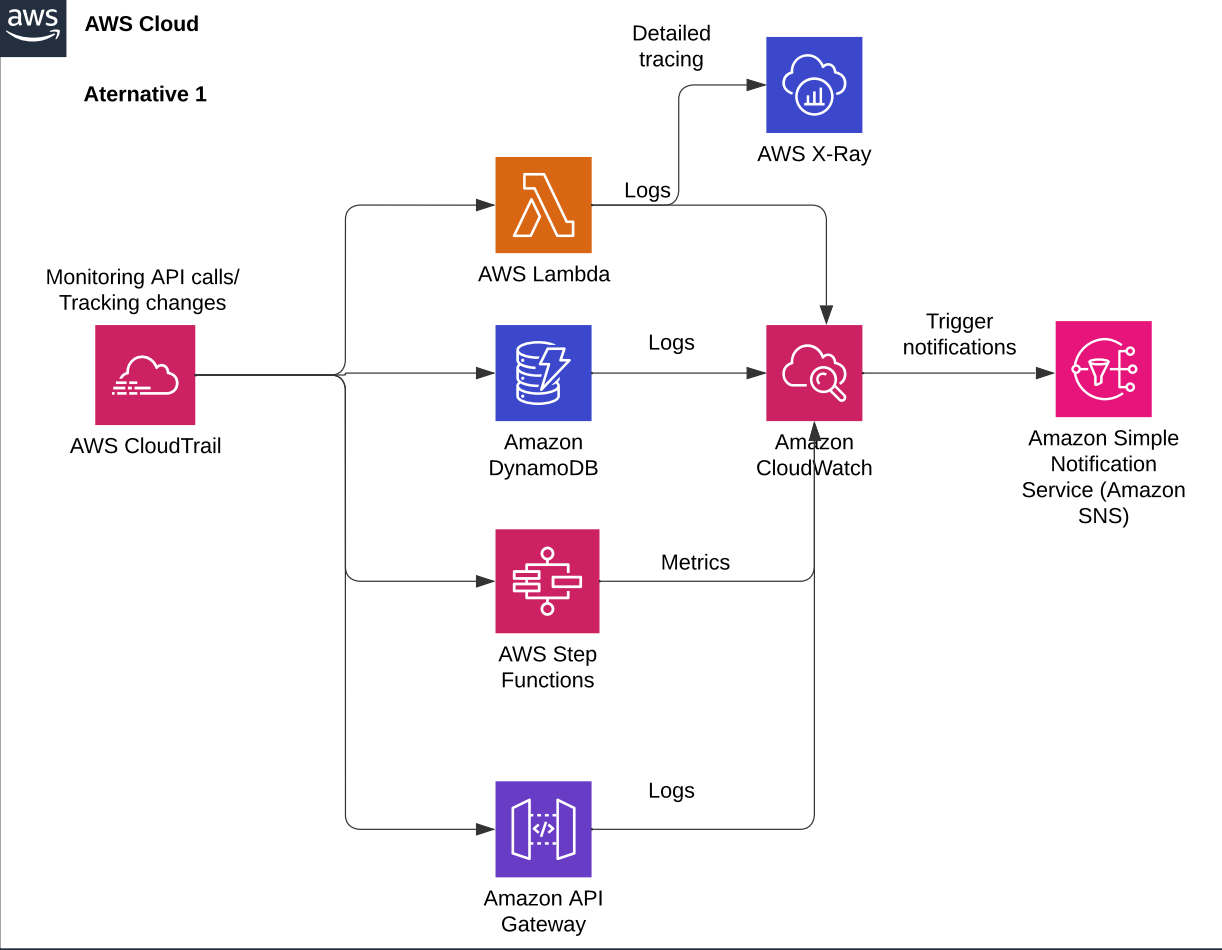 aws
AWS Cloud
Aternative 1
Detailed
tracing
AWS X-Ray
Logs
AWS Lambda
Monitoring API calls/
Tracking changes
AWS CloudTrail
Logs
Amazon
DynamoDB
Amazon
CloudWatch
Trigger
notifications
Amazon Simple
Notification
Service (Amazon
SNS)
Metrics
AWS Step
Functions
Logs
Amazon API
Gateway